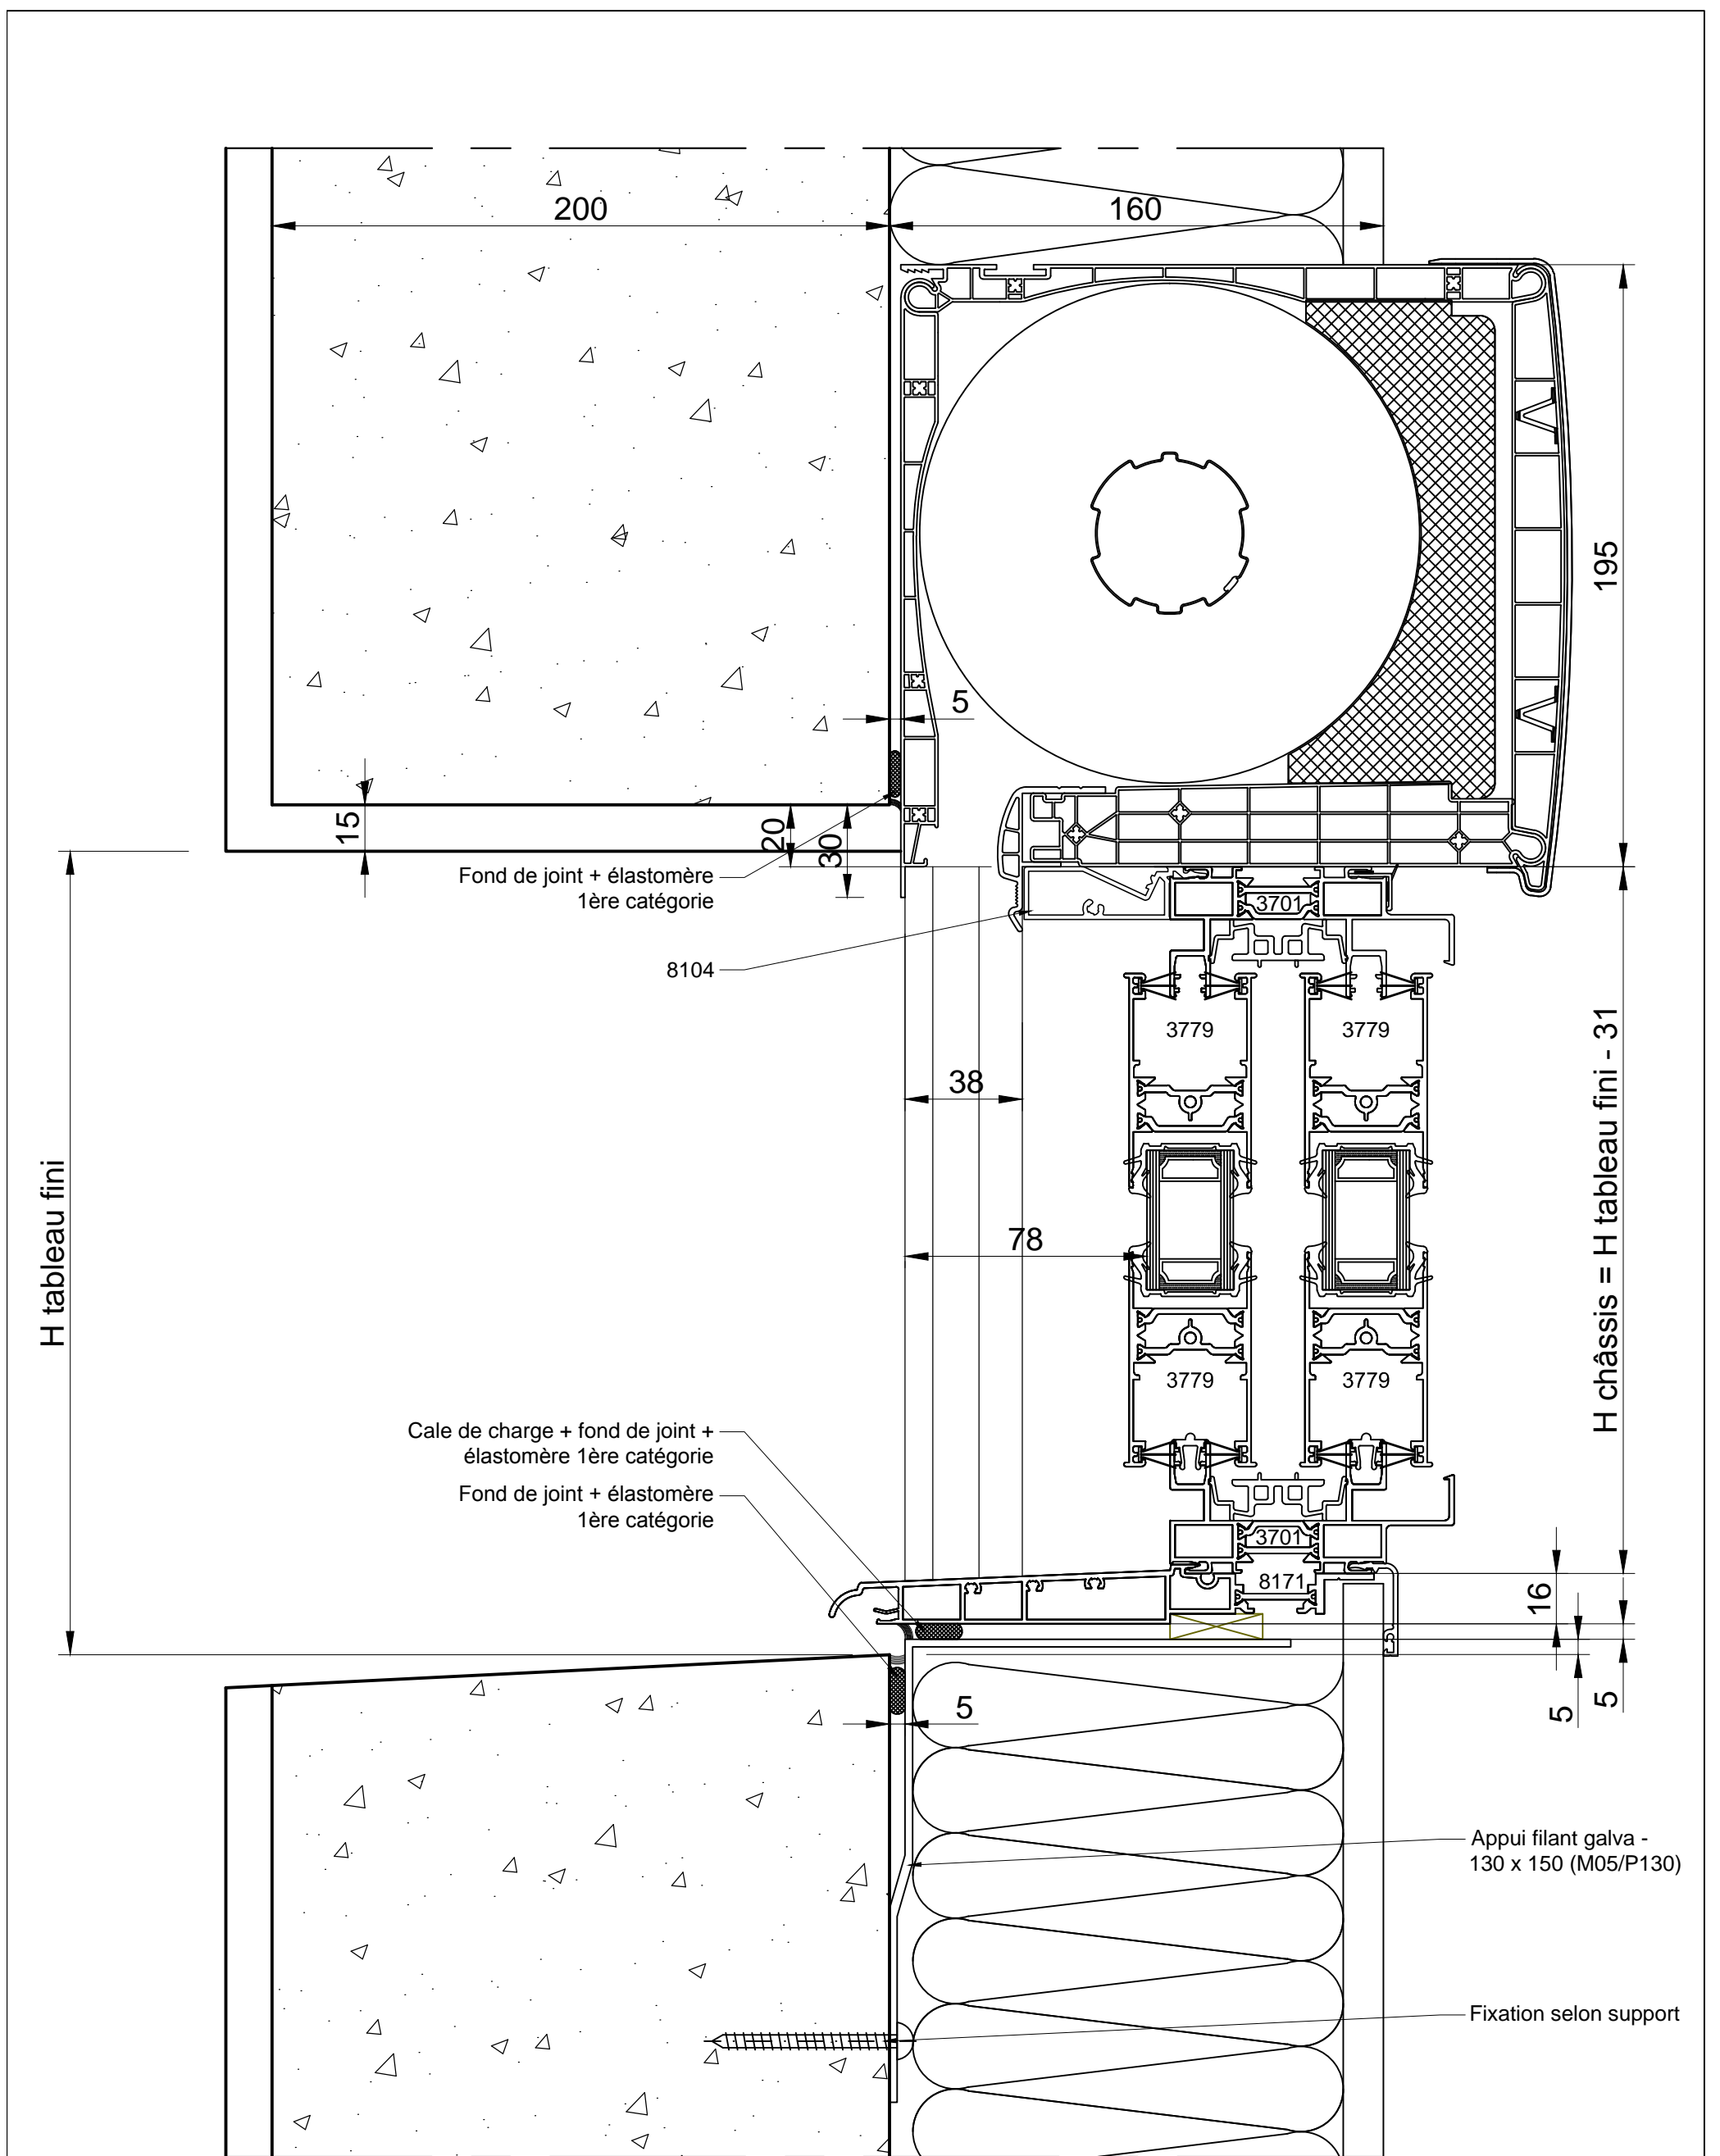 200
160
195
5
15
20
30
Fond de joint + élastomère
1ère catégorie
3701
8104
3779
3779
H châssis = H tableau fini - 31
38
H tableau fini
78
3779
3779
Cale de charge + fond de joint +
élastomère 1ère catégorie
Fond de joint + élastomère
1ère catégorie
3701
8171
16
5
5
5
Appui filant galva -
130 x 150 (M05/P130)
Fixation selon support